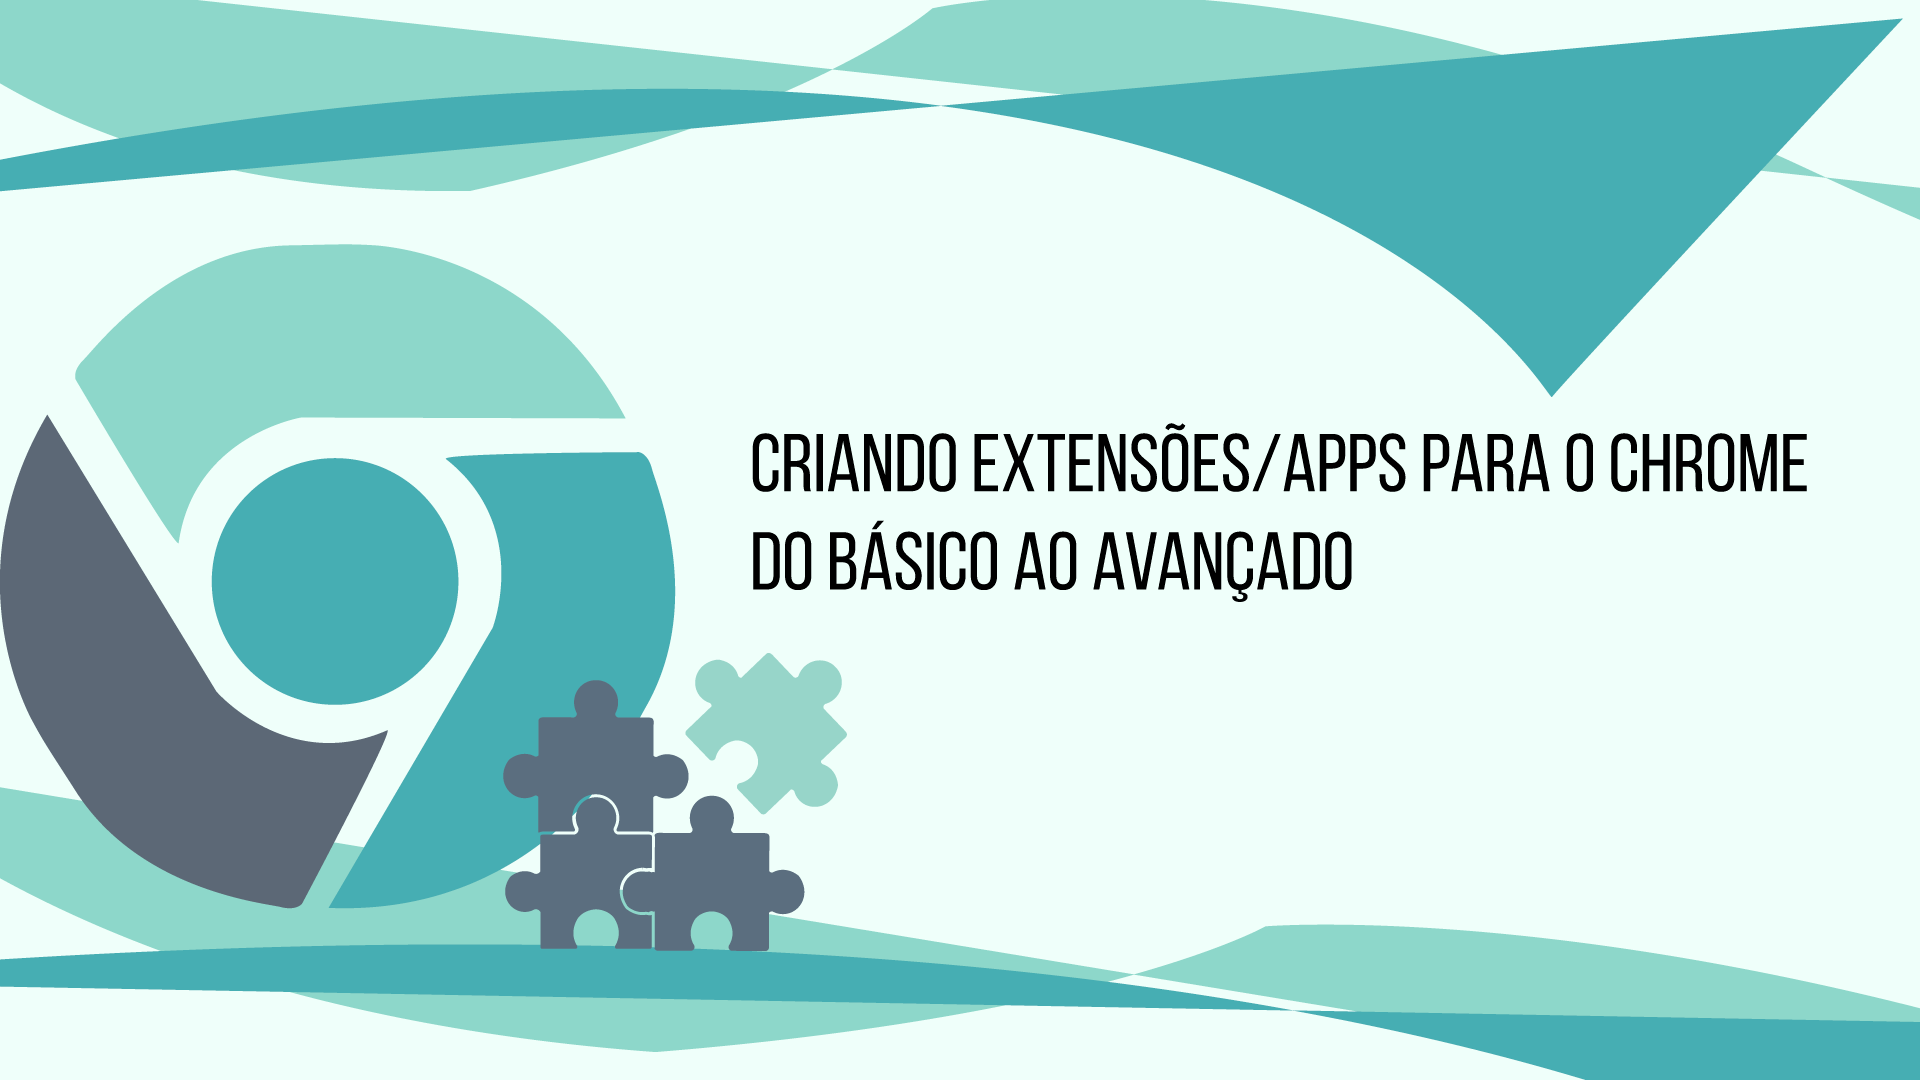 CRIANDO EXTENSÕES/APPS PARA O CHROME
DO BÁSICO AO AVANÇADO